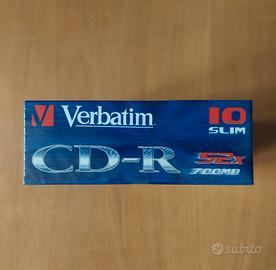 Verbatim 10
SLIM
CD-R 52x
700MB
subito